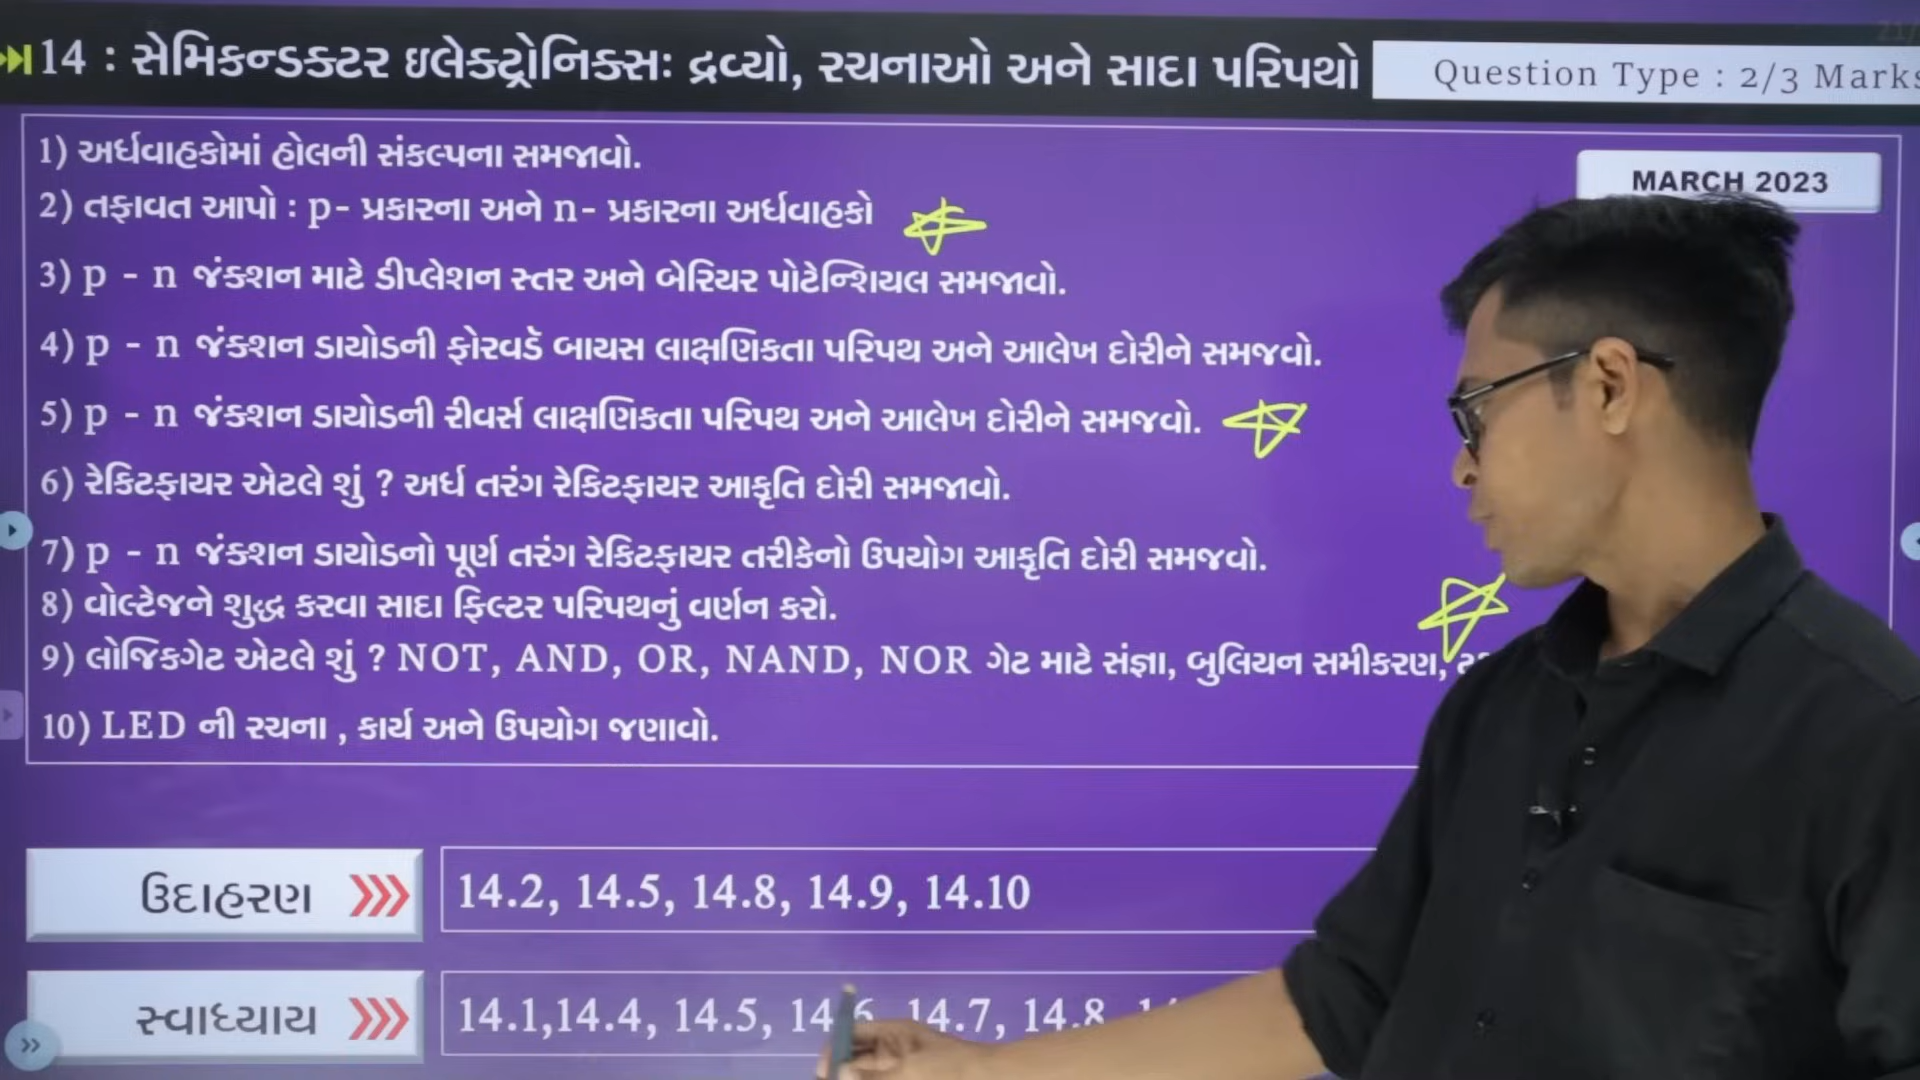 14 : સેમિકન્ડક્ટર ઇલેક્ટ્રોનિક્સઃ દ્રવ્યો, રચનાઓ અને સાદા પરિપથો
Question Type : 2/3 Marks
MARCH 2023
1) અર્ધવાહકોમાં હોલની સંકલ્પના સમજાવો.
2) તફાવત આપો : p- પ્રકારના અને n- પ્રકારના અર્ધવાહકો
3) p - n જંક્શન માટે ડીપ્લેશન સ્તર અને બેરિયર પોટેન્શિયલ સમજાવો.
4) p - n જંક્શન ડાયોડની ફોરવર્ડ બાયસ લાક્ષણિકતા પરિપથ અને આલેખ દોરીને સમજવો.
5) p - n જંક્શન ડાયોડની રીવર્સ લાક્ષણિકતા પરિપથ અને આલેખ દોરીને સમજવો.
6) રેક્ટિફાયર એટલે શું ? અર્ધ તરંગ રેક્ટિફાયર આકૃતિ દોરી સમજાવો.
7) p - n જંક્શન ડાયોડનો પૂર્ણ તરંગ રેક્ટિફાયર તરીકેનો ઉપયોગ આકૃતિ દોરી સમજવો.
8) વોલ્ટેજને શુદ્ધ કરવા સાદા ફિલ્ટર પરિપથનું વર્ણન કરો.
9) લોજિકગેટ એટલે શું ? NOT, AND, OR, NAND, NOR ગેટ માટે સંજ્ઞા, બુલિયન સમીકરણ,
10) LED ની રચના , કાર્ય અને ઉપયોગ જણાવો.
ઉદાહરણ
14.2, 14.5, 14.8, 14.9, 14.10
સ્વાધ્યાય
14.1,14.4, 14.5, 14.6, 14.7, 14.8,